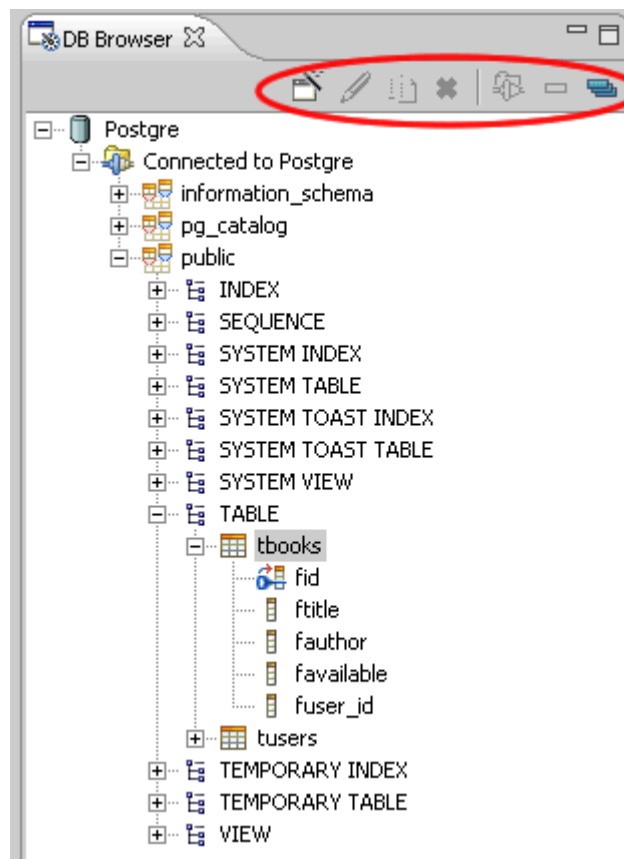 DB Browser
Postgre
Connected to Postgre
information_schema
pg_catalog
public
INDEX
SEQUENCE
SYSTEM INDEX
SYSTEM TABLE
SYSTEM TOAST INDEX
SYSTEM TOAST TABLE
SYSTEM VIEW
TABLE
tbooks
fid
ftitle
fauthor
favailable
fuser_id
tusers
TEMPORARY INDEX
TEMPORARY TABLE
VIEW